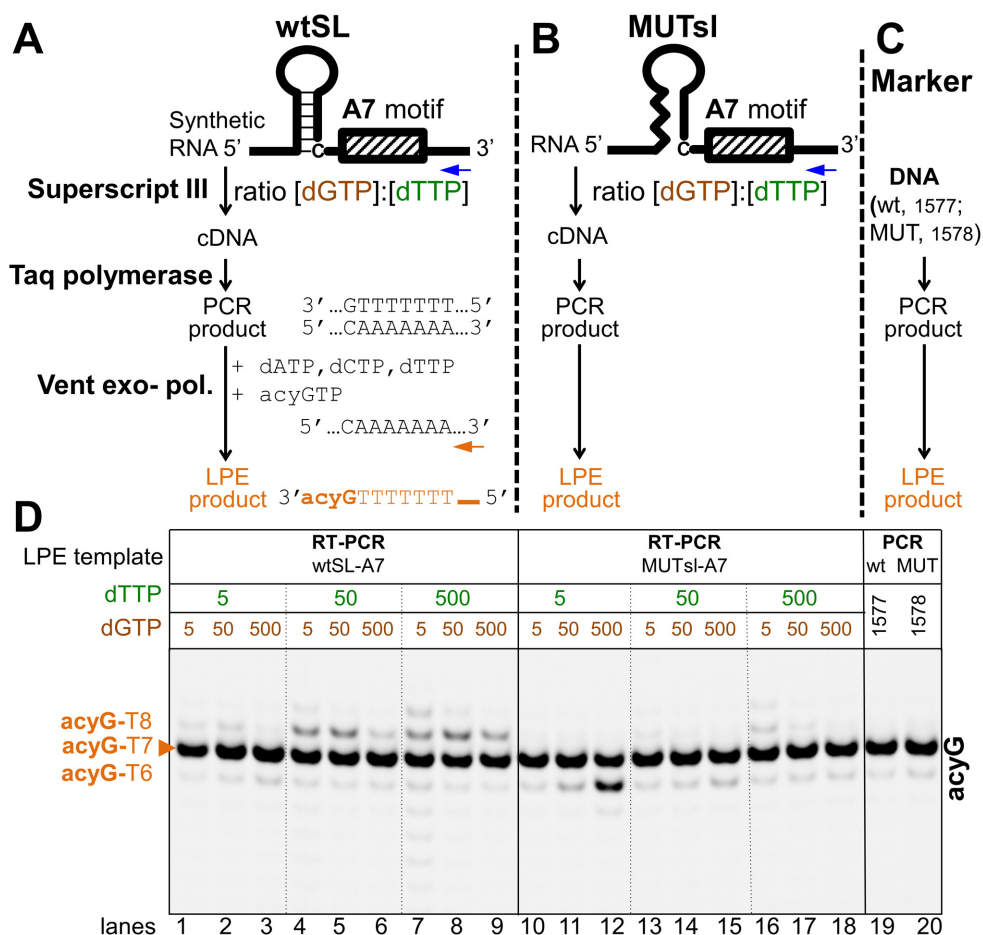 A
wtSL
Synthetic
RNA 5’
C
A7 motif
3’
Superscript III
ratio [dGTP]:[dTTP]
cDNA
Taq polymerase
PCR
product
3’…GTTTTTTT…5’
5’…CAAAAAAA…3’
Vent exo- pol.
+ dATP,dCTP,dTTP
+ acyGTP
5’…CAAAAAAA…3’
LPE
product
3’acyGTTTTTTT 5’
B
MUTsl
RNA 5’
C
A7 motif
3’
ratio [dGTP]:[dTTP]
cDNA
PCR
product
LPE
product
C
Marker
DNA
(wt, 1577;
MUT, 1578)
PCR
product
LPE
product
D
LPE template
RT-PCR
wtSL-A7
RT-PCR
MUTsl-A7
PCR
wt MUT
dTTP 5 50 500 5 50 500
dGTP 5 50 500 5 50 500 5 50 500 5 50 500 5 50 500 5 50 500
1577
1578
acyG-T8
acyG-T7
acyG-T6
acyG
lanes 1 2 3 4 5 6 7 8 9 10 11 12 13 14 15 16 17 18 19 20